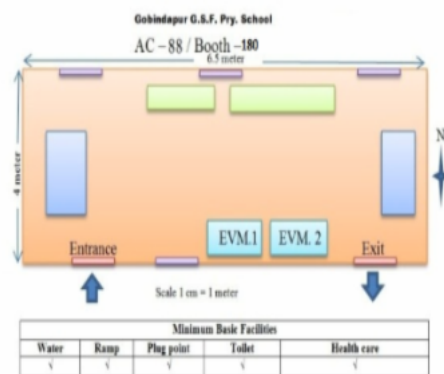 Gobindapur G.S.F. Pry. School
AC – 88 / Booth –180
6.5 meter
4 meter
N
EVM.1 EVM. 2
Entrance Exit
Scale 1 cm = 1 meter
Minimum Basic Facilities
Water Ramp Plug point Toilet Health care
√ √ √ √ √